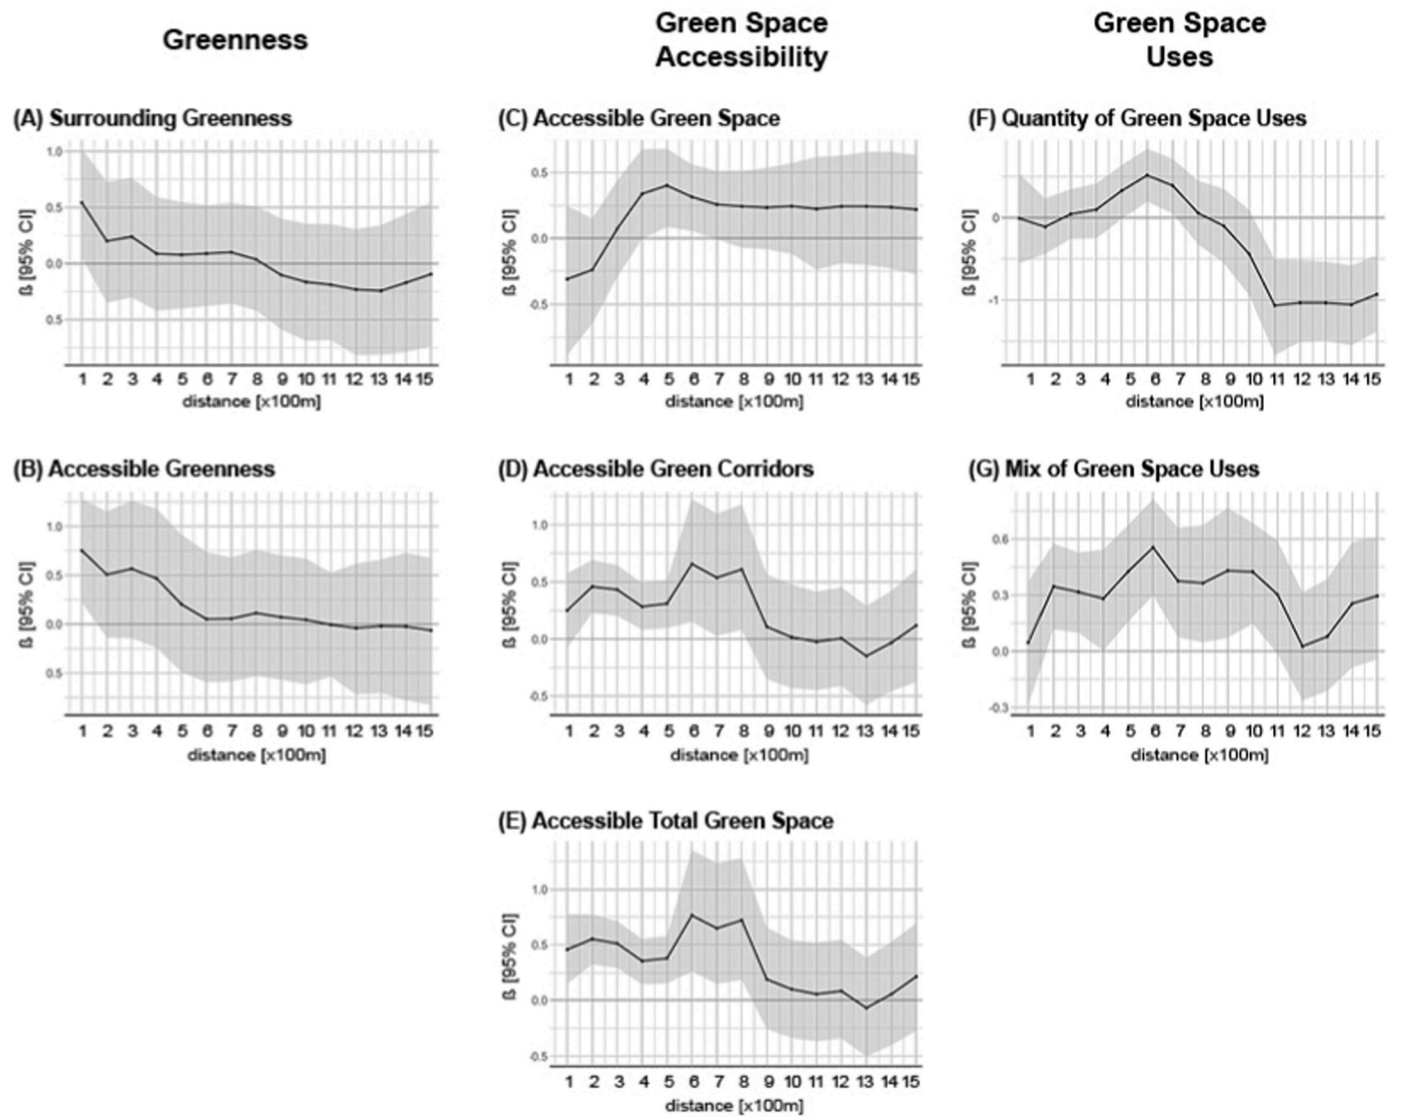 Greenness
Green Space
Accessibility
Green Space
Uses
(A) Surrounding Greenness
1.0
0.5
0.0
0.5
ß [95% CI]
1 2 3 4 5 6 7 8 9 10 11 12 13 14 15
distance [x100m]
(C) Accessible Green Space
0.5
0.0
-0.5
ß [95% CI]
1 2 3 4 5 6 7 8 9 10 11 12 13 14 15
distance [x100m]
(F) Quantity of Green Space Uses
0
-1
ß [95% CI]
1 2 3 4 5 6 7 8 9 10 11 12 13 14 15
distance [x100m]
(B) Accessible Greenness
1.0
0.5
0.0
0.5
ß [95% CI]
1 2 3 4 5 6 7 8 9 10 11 12 13 14 15
distance [x100m]
(D) Accessible Green Corridors
1.0
0.5
0.0
-0.5
ß [95% CI]
1 2 3 4 5 6 7 8 9 10 11 12 13 14 15
distance [x100m]
(G) Mix of Green Space Uses
0.6
0.3
0.0
-0.3
ß [95% CI]
1 2 3 4 5 6 7 8 9 10 11 12 13 14 15
distance [x100m]
(E) Accessible Total Green Space
1.0
0.5
0.0
-0.5
ß [95% CI]
1 2 3 4 5 6 7 8 9 10 11 12 13 14 15
distance [x100m]